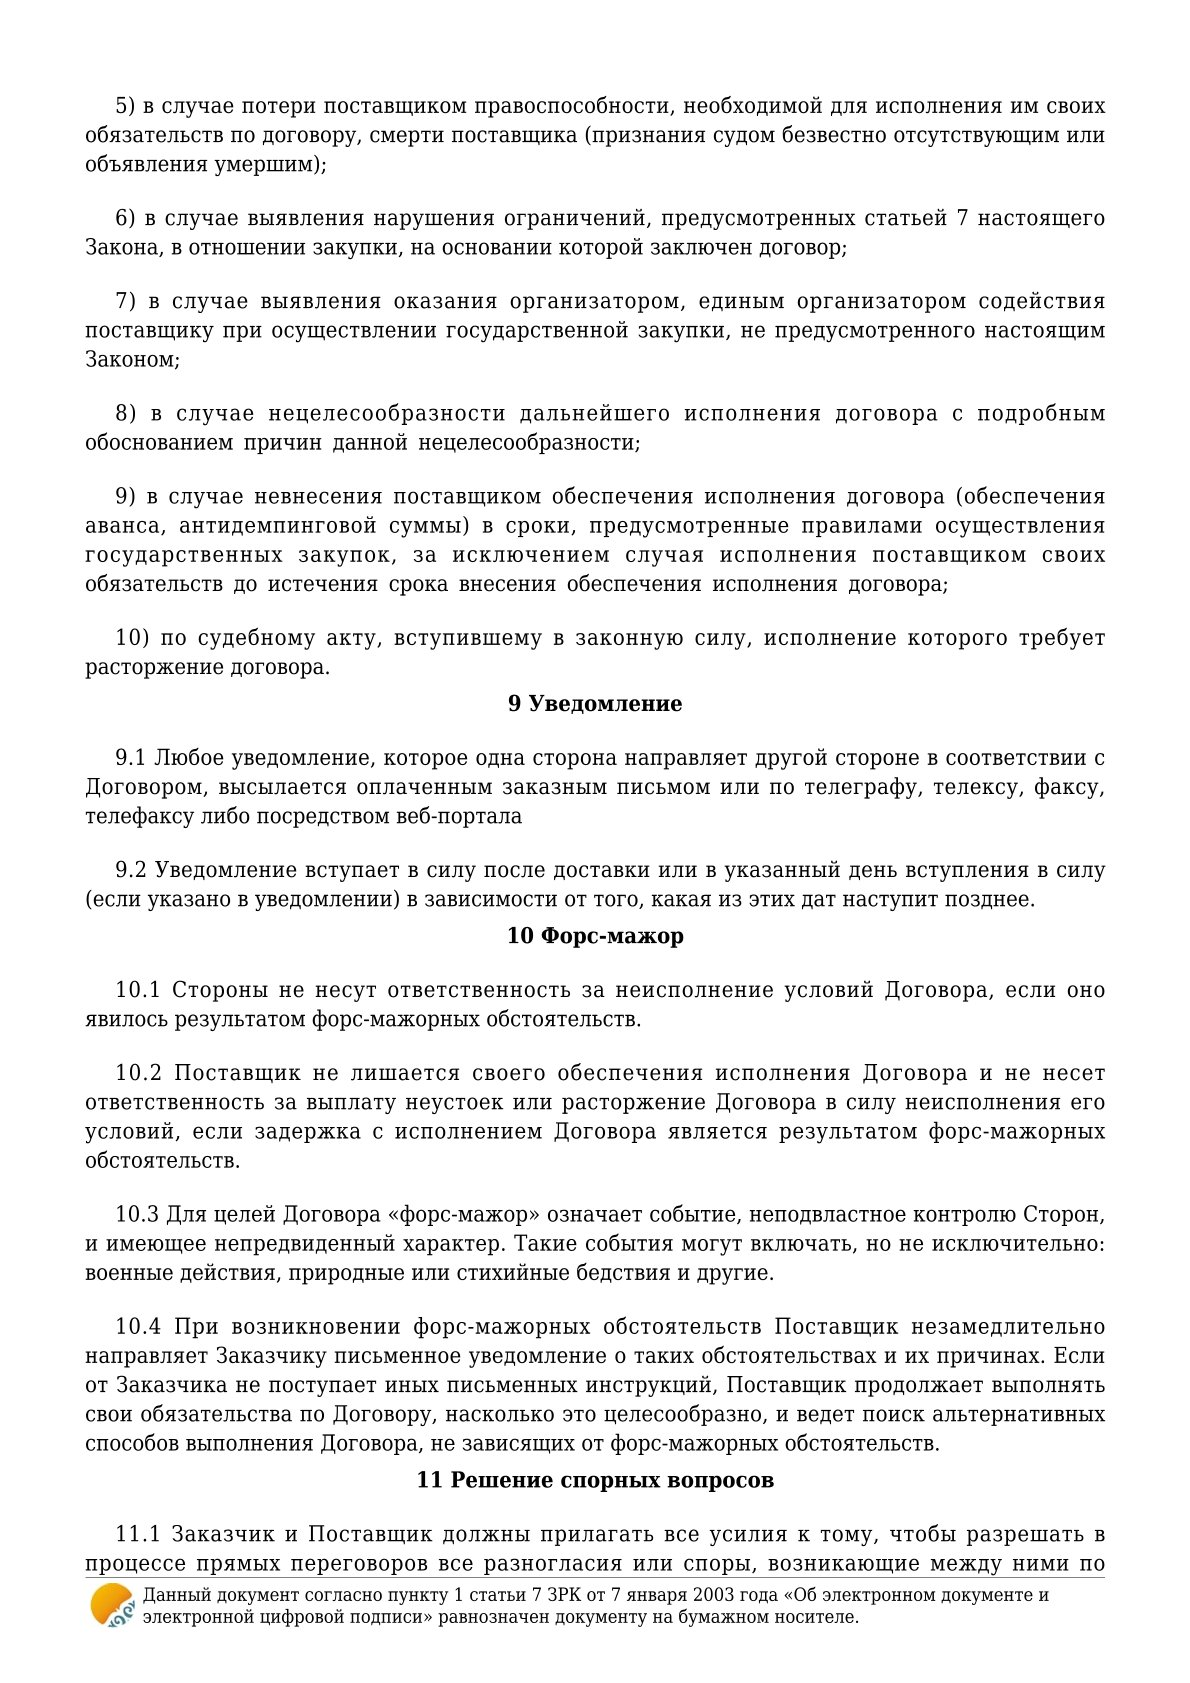 5) в случае потери поставщиком правоспособности, необходимой для исполнения им своих
обязательств по договору, смерти поставщика (признания судом безвестно отсутствующим или
объявления умершим);
6) в случае выявления нарушения ограничений, предусмотренных статьей 7 настоящего
Закона, в отношении закупки, на основании которой заключен договор;
7) в случае выявления оказания организатором, единым организатором содействия
поставщику при осуществлении государственной закупки, не предусмотренного настоящим
Законом;
8) в случае нецелесообразности дальнейшего исполнения договора с подробным
обоснованием причин данной нецелесообразности;
9) в случае невнесения поставщиком обеспечения исполнения договора (обеспечения
аванса, антидемпинговой суммы) в сроки, предусмотренные правилами осуществления
государственных закупок, за исключением случая исполнения поставщиком своих
обязательств до истечения срока внесения обеспечения исполнения договора;
10) по судебному акту, вступившему в законную силу, исполнение которого требует
расторжение договора.
9 Уведомление
9.1 Любое уведомление, которое одна сторона направляет другой стороне в соответствии с
Договором, высылается оплаченным заказным письмом или по телеграфу, телексу, факсу,
телефаксу либо посредством веб-портала
9.2 Уведомление вступает в силу после доставки или в указанный день вступления в силу
(если указано в уведомлении) в зависимости от того, какая из этих дат наступит позднее.
10 Форс-мажор
10.1 Стороны не несут ответственность за неисполнение условий Договора, если оно
явилось результатом форс-мажорных обстоятельств.
10.2 Поставщик не лишается своего обеспечения исполнения Договора и не несет
ответственность за выплату неустоек или расторжение Договора в силу неисполнения его
условий, если задержка с исполнением Договора является результатом форс-мажорных
обстоятельств.
10.3 Для целей Договора «форс-мажор» означает событие, неподвластное контролю Сторон,
и имеющее непредвиденный характер. Такие события могут включать, но не исключительно:
военные действия, природные или стихийные бедствия и другие.
10.4 При возникновении форс-мажорных обстоятельств Поставщик незамедлительно
направляет Заказчику письменное уведомление о таких обстоятельствах и их причинах. Если
от Заказчика не поступает иных письменных инструкций, Поставщик продолжает выполнять
свои обязательства по Договору, насколько это целесообразно, и ведет поиск альтернативных
способов выполнения Договора, не зависящих от форс-мажорных обстоятельств.
11 Решение спорных вопросов
11.1 Заказчик и Поставщик должны прилагать все усилия к тому, чтобы разрешать в
процессе прямых переговоров все разногласия или споры, возникающие между ними по
Данный документ согласно пункту 1 статьи 7 ЗРК от 7 января 2003 года «Об электронном документе и
электронной цифровой подписи» равнозначен документу на бумажном носителе.